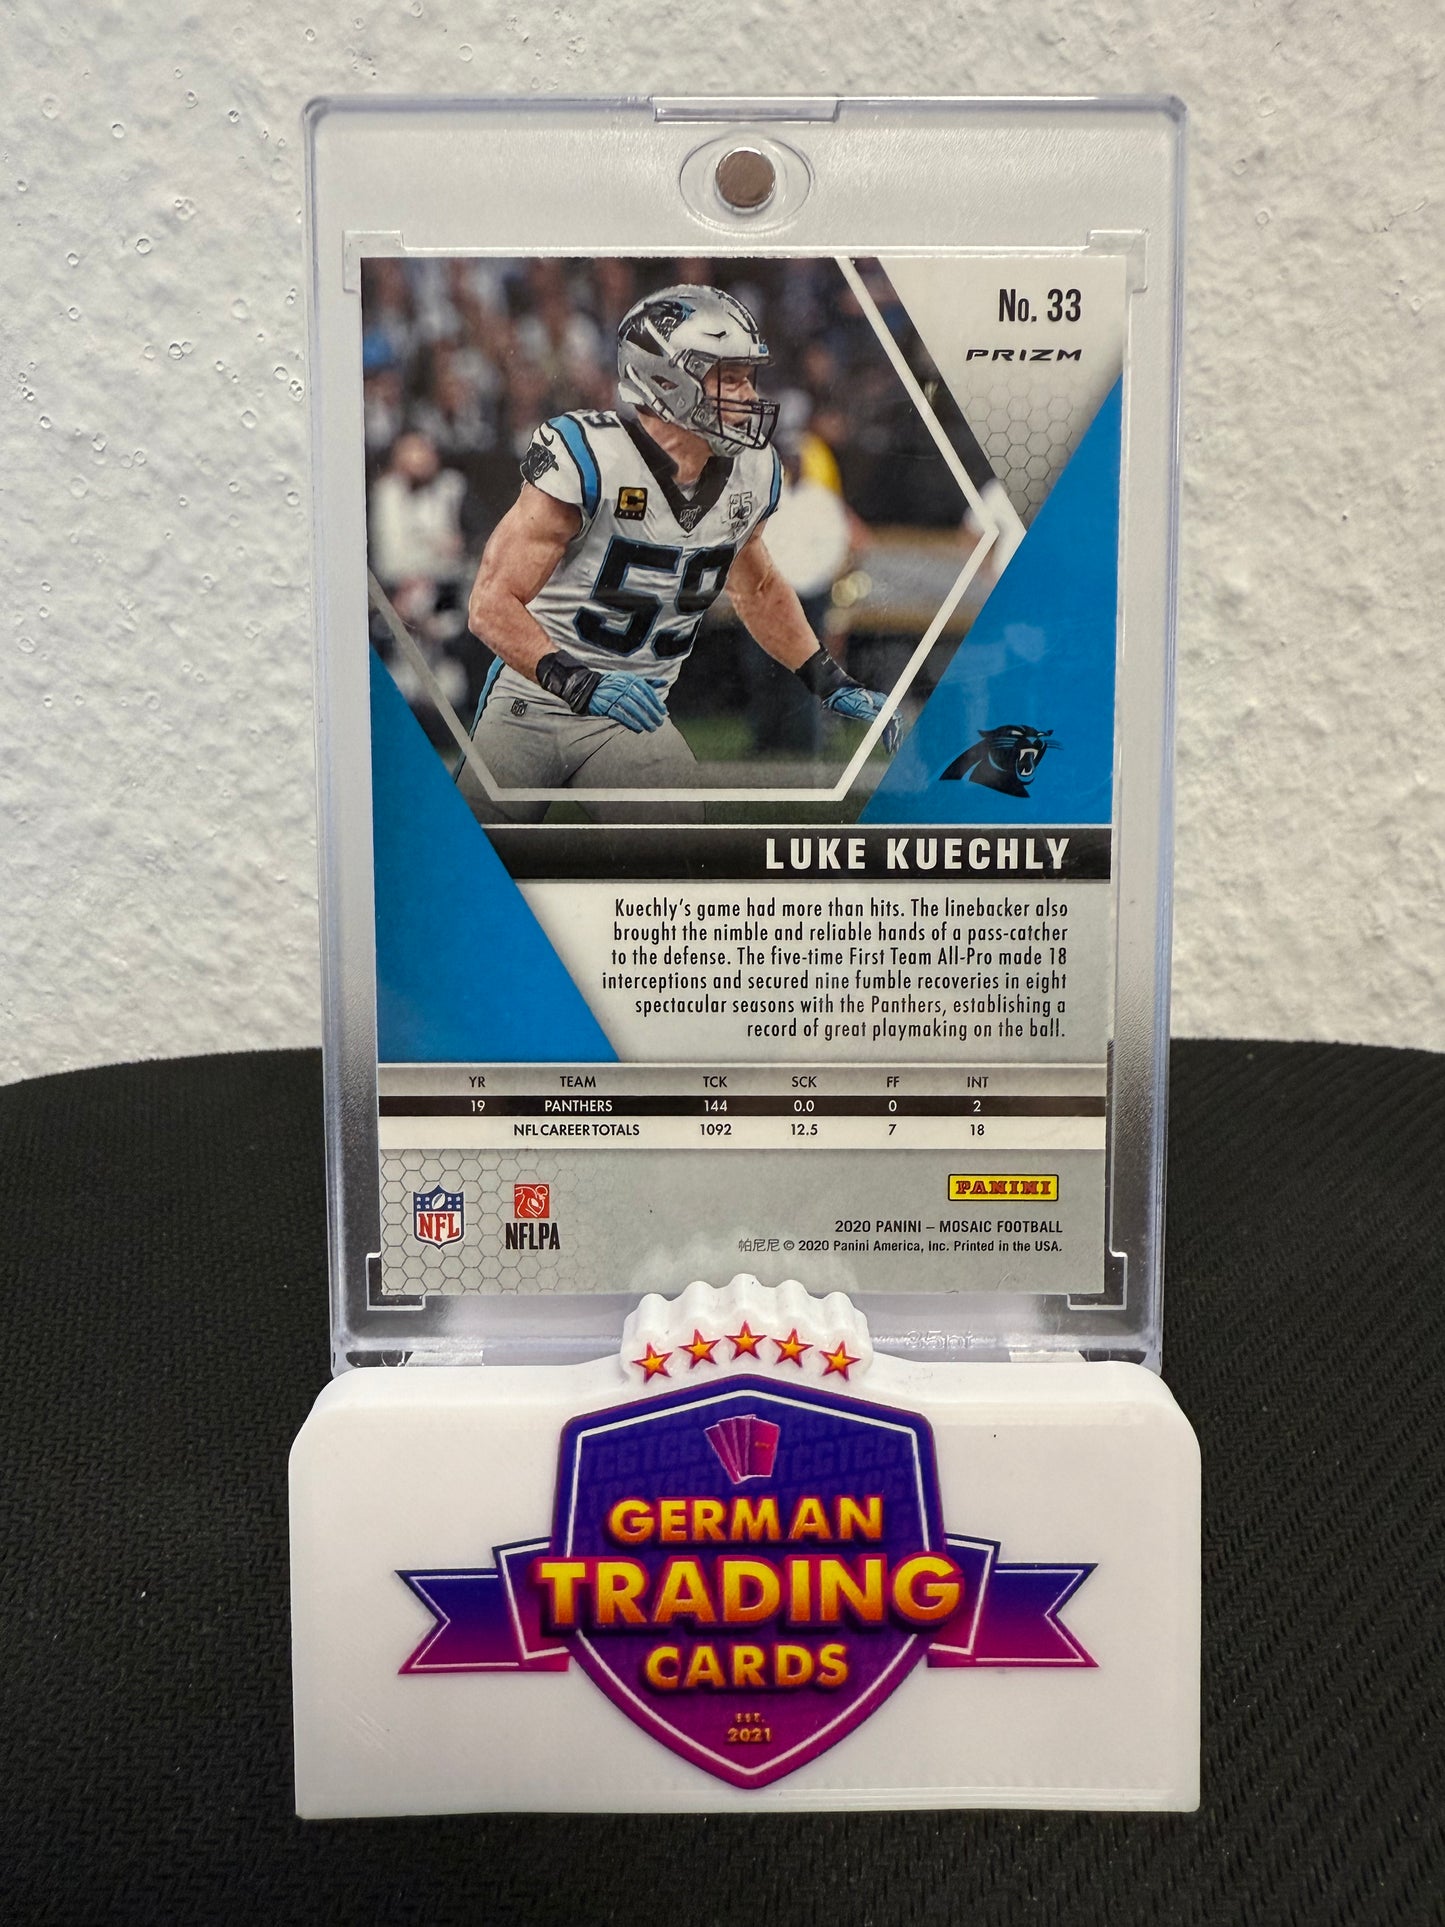 No. 33
PRIZM
59
59
C
LUKE KUECHLY
Kuechly's game had more than hits. The linebacker also
brought the nimble and reliable hands of a pass-catcher
to the defense. The five-time First Team All-Pro made 18
interceptions and secured nine fumble recoveries in eight
spectacular seasons with the Panthers, establishing a
record of great playmaking on the ball.
YR TEAM TCK SCK FF INT
19 PANTHERS 144 0.0 0 2
NFL CAREER TOTALS 1092 12.5 7 18
PANINI
NFL
NFLPA
2020 PANINI – MOSAIC FOOTBALL
帕尼尼 © 2020 Panini America, Inc. Printed in the USA.
35pt
GERMAN
TRADING
CARDS
EST.
2021